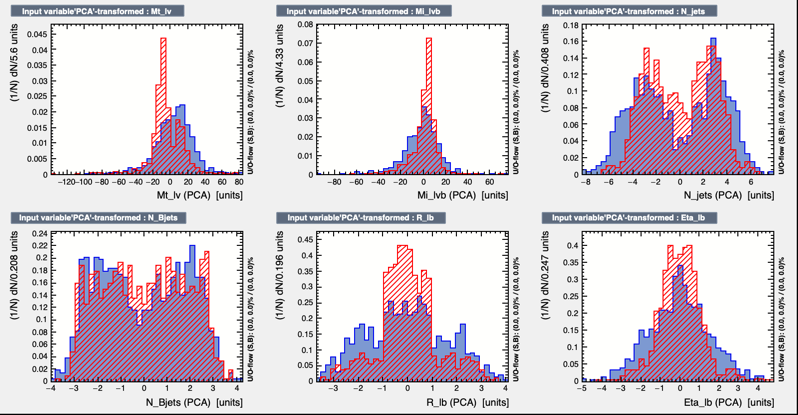 Input variable'PCA'-transformed : Mt_lv
(1/N) dN/5.6 units
0.045
0.04
0.035
0.03
0.025
0.02
0.015
0.01
0.005
0
−120−100 −80 −60 −40 −20 0 20 40 60 80
Mt_lv (PCA) [units]
U/O-flow (S,B): (0.0, 0.0)% / (0.0, 0.0)%
Input variable'PCA'-transformed : Mi_lvb
(1/N) dN/4.33 units
0.08
0.07
0.06
0.05
0.04
0.03
0.02
0.01
0
−80 −60 −40 −20 0 20 40 60
Mi_lvb (PCA) [units]
U/O-flow (S,B): (0.0, 0.0)% / (0.0, 0.0)%
Input variable'PCA'-transformed : N_jets
(1/N) dN/0.408 units
0.18
0.16
0.14
0.12
0.1
0.08
0.06
0.04
0.02
0
−8 −6 −4 −2 0 2 4 6
N_jets (PCA) [units]
U/O-flow (S,B): (0.0, 0.0)% / (0.0, 0.0)%
Input variable'PCA'-transformed : N_Bjets
(1/N) dN/0.208 units
0.24
0.22
0.2
0.18
0.16
0.14
0.12
0.1
0.08
0.06
0.04
0.02
0
−4 −3 −2 −1 0 1 2 3
N_Bjets (PCA) [units]
U/O-flow (S,B): (0.0, 0.0)% / (0.0, 0.0)%
Input variable'PCA'-transformed : R_lb
(1/N) dN/0.196 units
0.45
0.4
0.35
0.3
0.25
0.2
0.15
0.1
0.05
0
−3 −2 −1 0 1 2 3
R_lb (PCA) [units]
U/O-flow (S,B): (0.0, 0.0)% / (0.0, 0.0)%
Input variable'PCA'-transformed : Eta_lb
(1/N) dN/0.247 units
0.4
0.35
0.3
0.25
0.2
0.15
0.1
0.05
0
−5 −4 −3 −2 −1 0 1 2 3 4
Eta_lb (PCA) [units]
U/O-flow (S,B): (0.0, 0.0)% / (0.0, 0.0)%